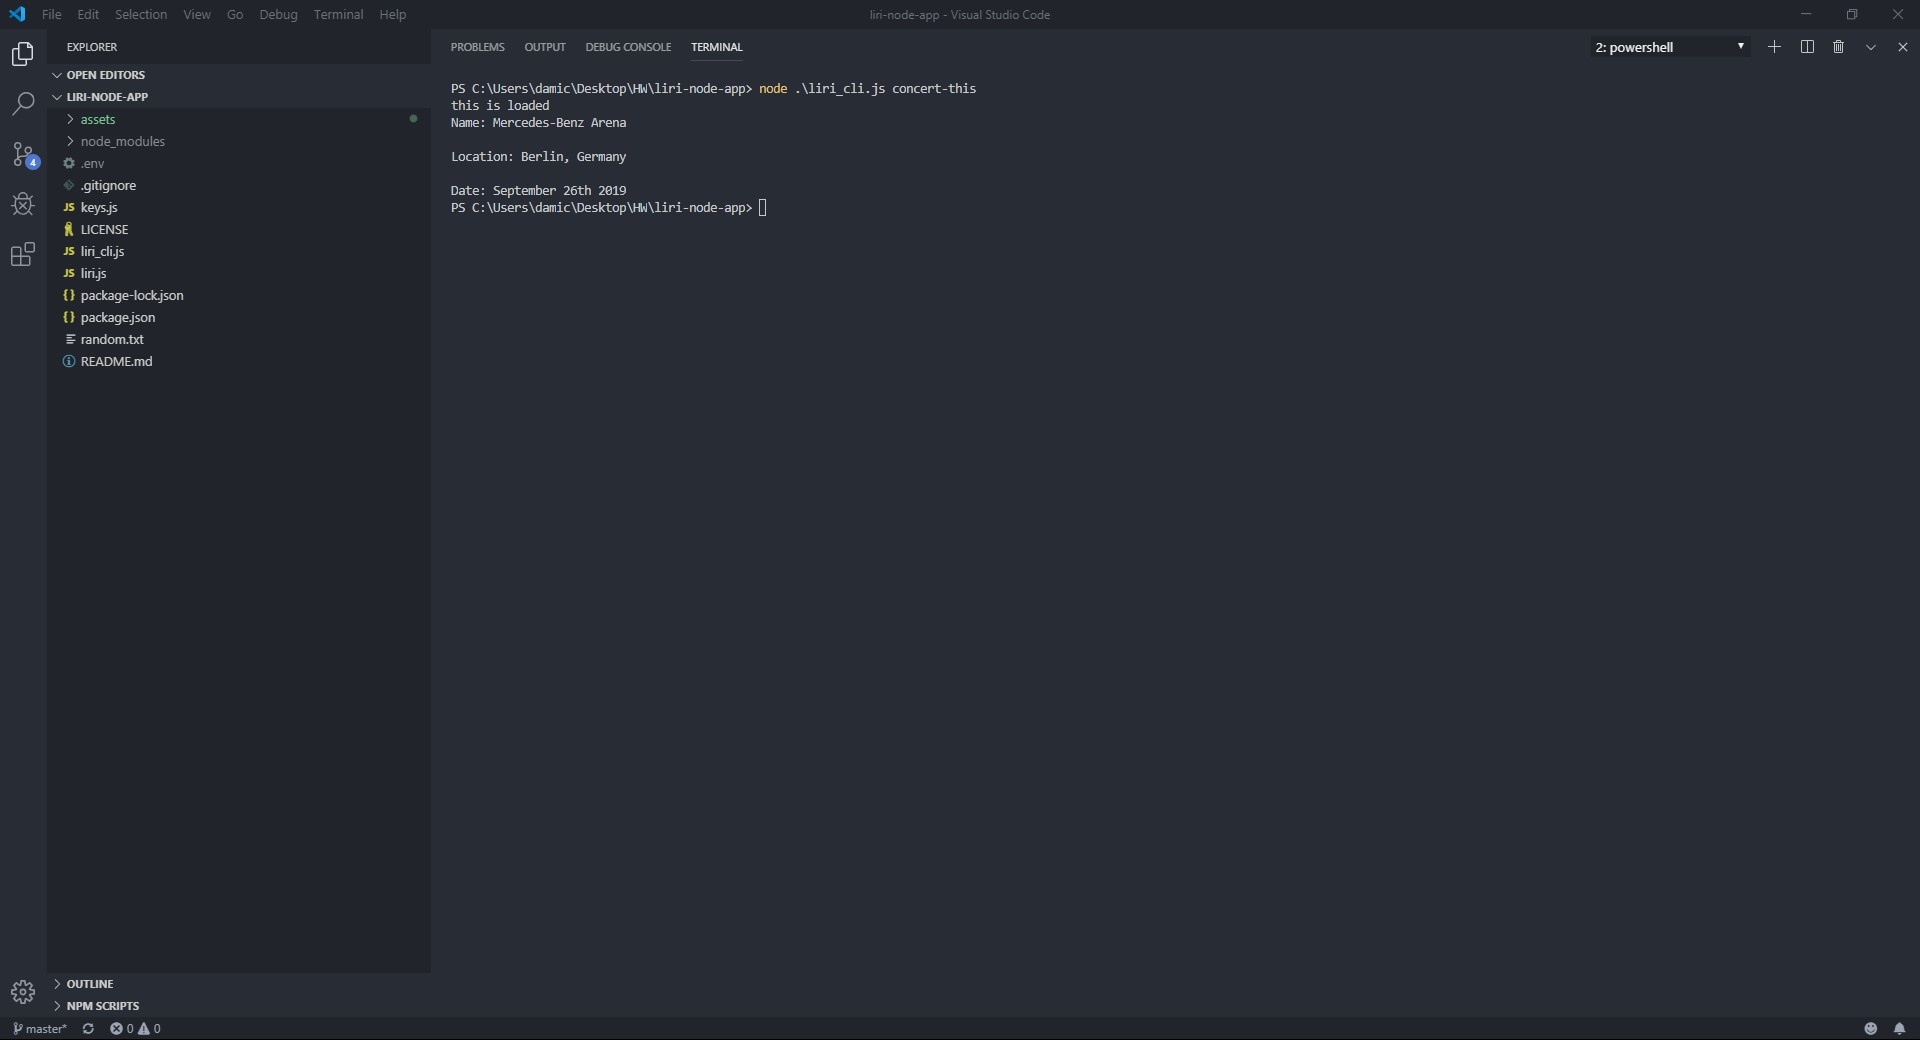 File Edit Selection View Go Debug Terminal Help
liri-node-app - Visual Studio Code
EXPLORER
OPEN EDITORS
LIRI-NODE-APP
assets
node_modules
.env
.gitignore
JS keys.js
LICENSE
JS liri_cli.js
JS liri.js
{} package-lock.json
{} package.json
random.txt
README.md
4
OUTLINE
NPM SCRIPTS
PROBLEMS OUTPUT DEBUG CONSOLE TERMINAL
2: powershell
PS C:\Users\damic\Desktop\HW\liri-node-app> node .\liri_cli.js concert-this
this is loaded
Name: Mercedes-Benz Arena
Location: Berlin, Germany
Date: September 26th 2019
PS C:\Users\damic\Desktop\HW\liri-node-app>
master* 0 0